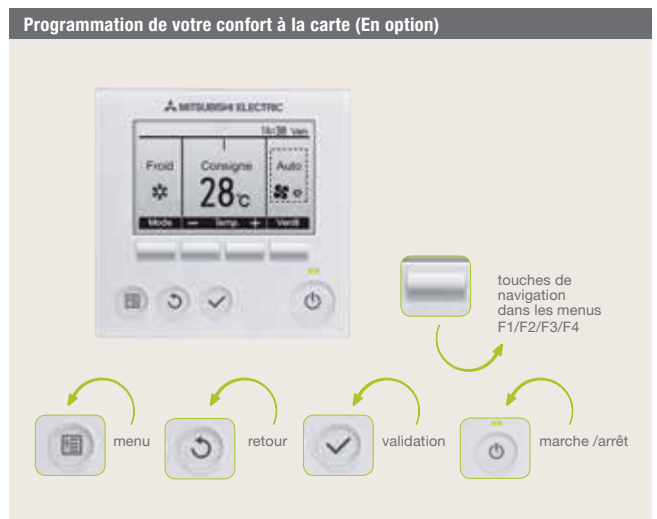 Programmation de votre confort à la carte (En option)
MITSUBISHI ELECTRIC
14:38 Ven
Froid
Consigne
Auto
28°C
Mode − Temp. + Ventil
touches de
navigation
dans les menus
F1/F2/F3/F4
menu
retour
validation
marche /arrêt